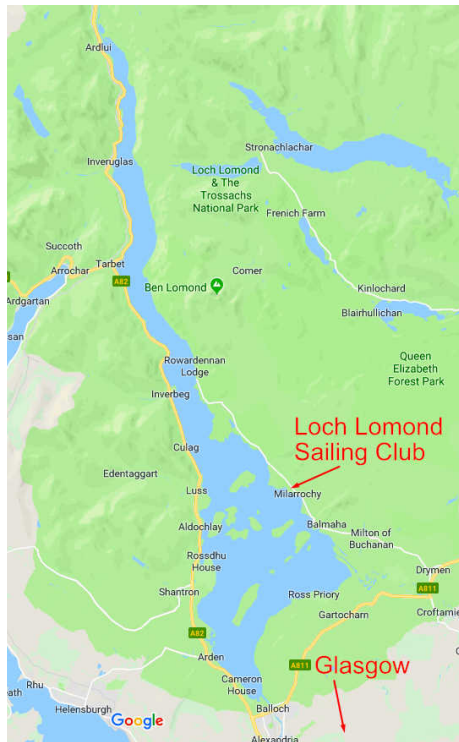 Ardlui
Stronachlachar
Inveruglas
Loch Lomond
& The
Trossachs
National Park
Frenich Farm
Succoth
Tarbet
Arrochar
Comer
A82
Ben Lomond
Kinlochard
Ardgartan
Blairhullichan
san
Queen
Elizabeth
Forest Park
Rowardennan
Lodge
Inverbeg
Loch Lomond
Sailing Club
Culag
Edentaggart
Luss
Milarrochy
Aldochlay
Balmaha
Milton of
Buchanan
Rossdhu
House
Drymen
A811
Shantron
Ross Priory
Gartocharn
Croftamie
A82
Arden
A811
Glasgow
Cameron
House
Rhu
eath
Helensburgh
Balloch
Google
Alexandria